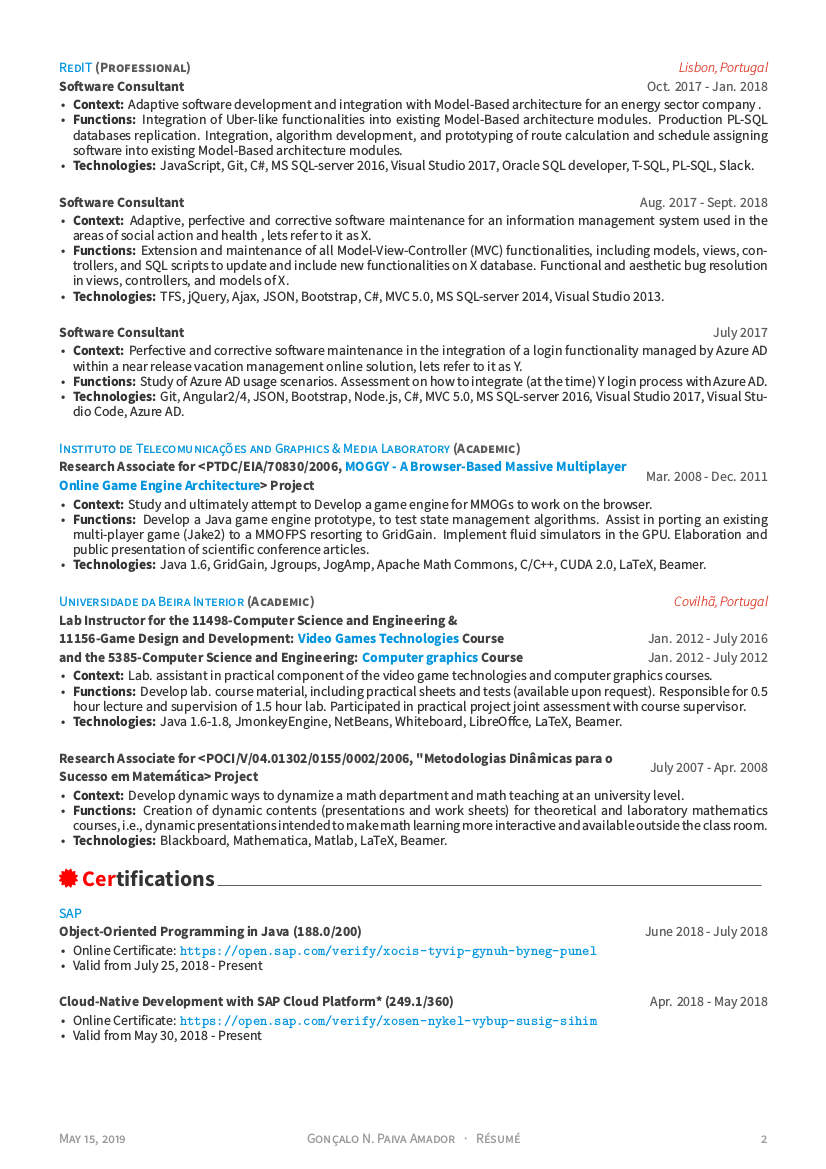 RedIT (Professional) Lisbon, Portugal
Software Consultant Oct. 2017 - Jan. 2018
• Context: Adaptive software development and integration with Model-Based architecture for an energy sector company .
• Functions: Integration of Uber-like functionalities into existing Model-Based architecture modules. Production PL-SQL
databases replication. Integration, algorithm development, and prototyping of route calculation and schedule assigning
software into existing Model-Based architecture modules.
• Technologies: JavaScript, Git, C#, MS SQL-server 2016, Visual Studio 2017, Oracle SQL developer, T-SQL, PL-SQL, Slack.
Software Consultant Aug. 2017 - Sept. 2018
• Context: Adaptive, perfective and corrective software maintenance for an information management system used in the
areas of social action and health , lets refer to it as X.
• Functions: Extension and maintenance of all Model-View-Controller (MVC) functionalities, including models, views, con-
trollers, and SQL scripts to update and include new functionalities on X database. Functional and aesthetic bug resolution
in views, controllers, and models of X.
• Technologies: TFS, jQuery, Ajax, JSON, Bootstrap, C#, MVC 5.0, MS SQL-server 2014, Visual Studio 2013.
Software Consultant July 2017
• Context: Perfective and corrective software maintenance in the integration of a login functionality managed by Azure AD
within a near release vacation management online solution, lets refer to it as Y.
• Functions: Study of Azure AD usage scenarios. Assessment on how to integrate (at the time) Y login process with Azure AD.
• Technologies: Git, Angular2/4, JSON, Bootstrap, Node.js, C#, MVC 5.0, MS SQL-server 2016, Visual Studio 2017, Visual Stu-
dio Code, Azure AD.
Instituto de Telecomunicações and Graphics & Media Laboratory (Academic)
Research Associate for <PTDC/EIA/70830/2006, MOGGY - A Browser-Based Massive Multiplayer
Online Game Engine Architecture> Project Mar. 2008 - Dec. 2011
• Context: Study and ultimately attempt to Develop a game engine for MMOGs to work on the browser.
• Functions: Develop a Java game engine prototype, to test state management algorithms. Assist in porting an existing
multi-player game (Jake2) to a MMOFPS resorting to GridGain. Implement fluid simulators in the GPU. Elaboration and
public presentation of scientific conference articles.
• Technologies: Java 1.6, GridGain, Jgroups, JogAmp, Apache Math Commons, C/C++, CUDA 2.0, LaTeX, Beamer.
Universidade da Beira Interior (Academic) Covilhã, Portugal
Lab Instructor for the 11498-Computer Science and Engineering &
11156-Game Design and Development: Video Games Technologies Course Jan. 2012 - July 2016
and the 5385-Computer Science and Engineering: Computer graphics Course Jan. 2012 - July 2012
• Context: Lab. assistant in practical component of the video game technologies and computer graphics courses.
• Functions: Develop lab. course material, including practical sheets and tests (available upon request). Responsible for 0.5
hour lecture and supervision of 1.5 hour lab. Participated in practical project joint assessment with course supervisor.
• Technologies: Java 1.6-1.8, JmonkeyEngine, NetBeans, Whiteboard, LibreOffce, LaTeX, Beamer.
Research Associate for <POCI/V/04.01302/0155/0002/2006, "Metodologias Dinâmicas para o
Sucesso em Matemática> Project July 2007 - Apr. 2008
• Context: Develop dynamic ways to dynamize a math department and math teaching at an university level.
• Functions: Creation of dynamic contents (presentations and work sheets) for theoretical and laboratory mathematics
courses, i.e., dynamic presentations intended to make math learning more interactive and available outside the class room.
• Technologies: Blackboard, Mathematica, Matlab, LaTeX, Beamer.
Certifications
SAP
Object-Oriented Programming in Java (188.0/200) June 2018 - July 2018
• Online Certificate: https://open.sap.com/verify/xocis-tyvip-gynuh-byneg-punel
• Valid from July 25, 2018 - Present
Cloud-Native Development with SAP Cloud Platform* (249.1/360) Apr. 2018 - May 2018
• Online Certificate: https://open.sap.com/verify/xosen-nykel-vybup-susig-sihim
• Valid from May 30, 2018 - Present
May 15, 2019 Gonçalo N. Paiva Amador · Résumé 2